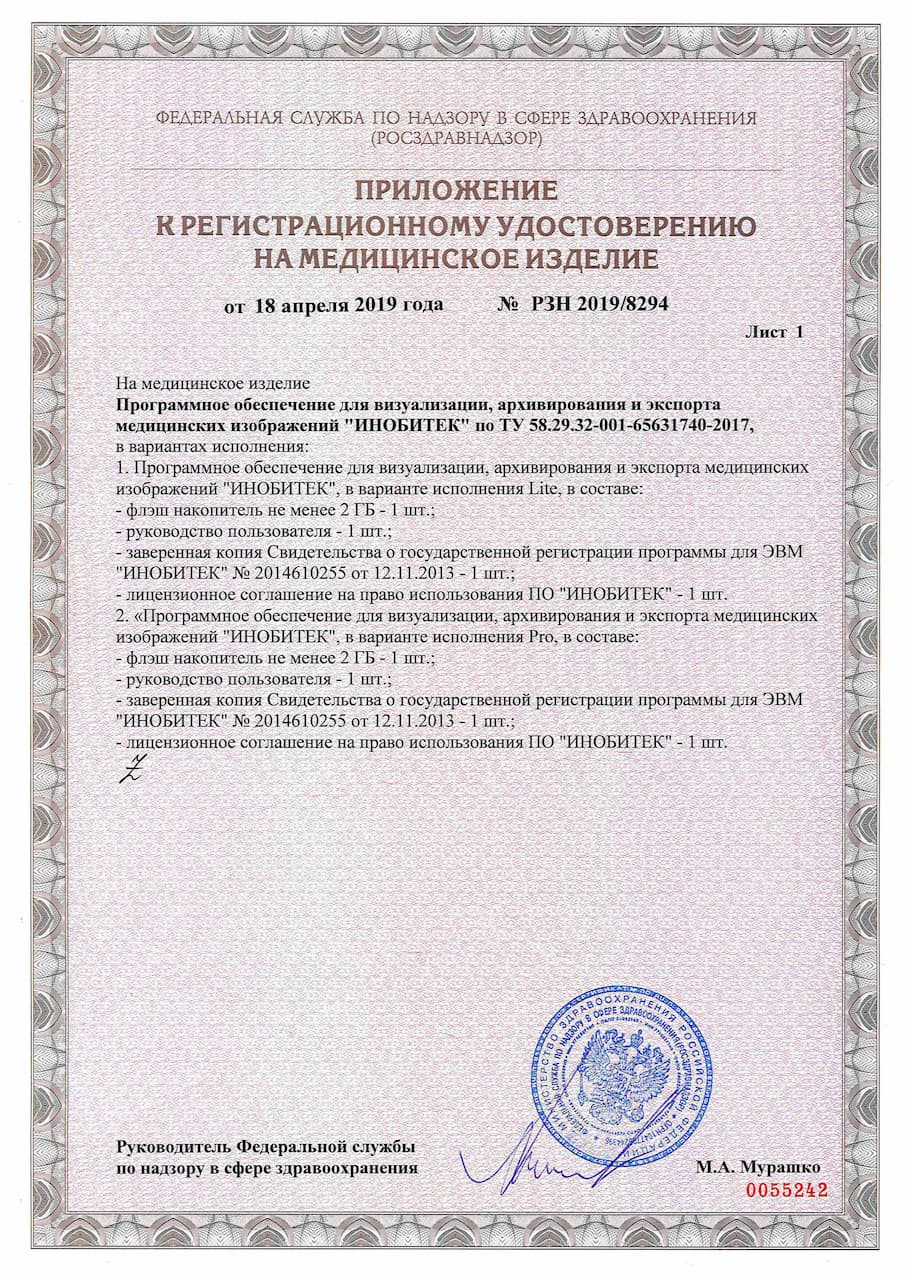 ФЕДЕРАЛЬНАЯ СЛУЖБА ПО НАДЗОРУ В СФЕРЕ ЗДРАВООХРАНЕНИЯ
(РОСЗДРАВНАДЗОР)
ПРИЛОЖЕНИЕ
К РЕГИСТРАЦИОННОМУ УДОСТОВЕРЕНИЮ
НА МЕДИЦИНСКОЕ ИЗДЕЛИЕ
от 18 апреля 2019 года № РЗН 2019/8294
Лист 1
На медицинское изделие
Программное обеспечение для визуализации, архивирования и экспорта
медицинских изображений "ИНОБИТЕК" по ТУ 58.29.32-001-65631740-2017,
в вариантах исполнения:
1. Программное обеспечение для визуализации, архивирования и экспорта медицинских
изображений "ИНОБИТЕК", в варианте исполнения Lite, в составе:
- флэш накопитель не менее 2 ГБ - 1 шт.;
- руководство пользователя - 1 шт.;
- заверенная копия Свидетельства о государственной регистрации программы для ЭВМ
"ИНОБИТЕК" № 2014610255 от 12.11.2013 - 1 шт.;
- лицензионное соглашение на право использования ПО "ИНОБИТЕК" - 1 шт.
2. «Программное обеспечение для визуализации, архивирования и экспорта медицинских
изображений "ИНОБИТЕК", в варианте исполнения Pro, в составе:
- флэш накопитель не менее 2 ГБ - 1 шт.;
- руководство пользователя - 1 шт.;
- заверенная копия Свидетельства о государственной регистрации программы для ЭВМ
"ИНОБИТЕК" № 2014610255 от 12.11.2013 - 1 шт.;
- лицензионное соглашение на право использования ПО "ИНОБИТЕК" - 1 шт.
МИНИСТЕРСТВО ЗДРАВООХРАНЕНИЯ РОССИЙСКОЙ ФЕДЕРАЦИИ
ФЕДЕРАЛЬНАЯ СЛУЖБА ПО НАДЗОРУ В СФЕРЕ ЗДРАВООХРАНЕНИЯ (РОСЗДРАВНАДЗОР)
Руководитель Федеральной службы
по надзору в сфере здравоохранения
М.А. Мурашко
0055242